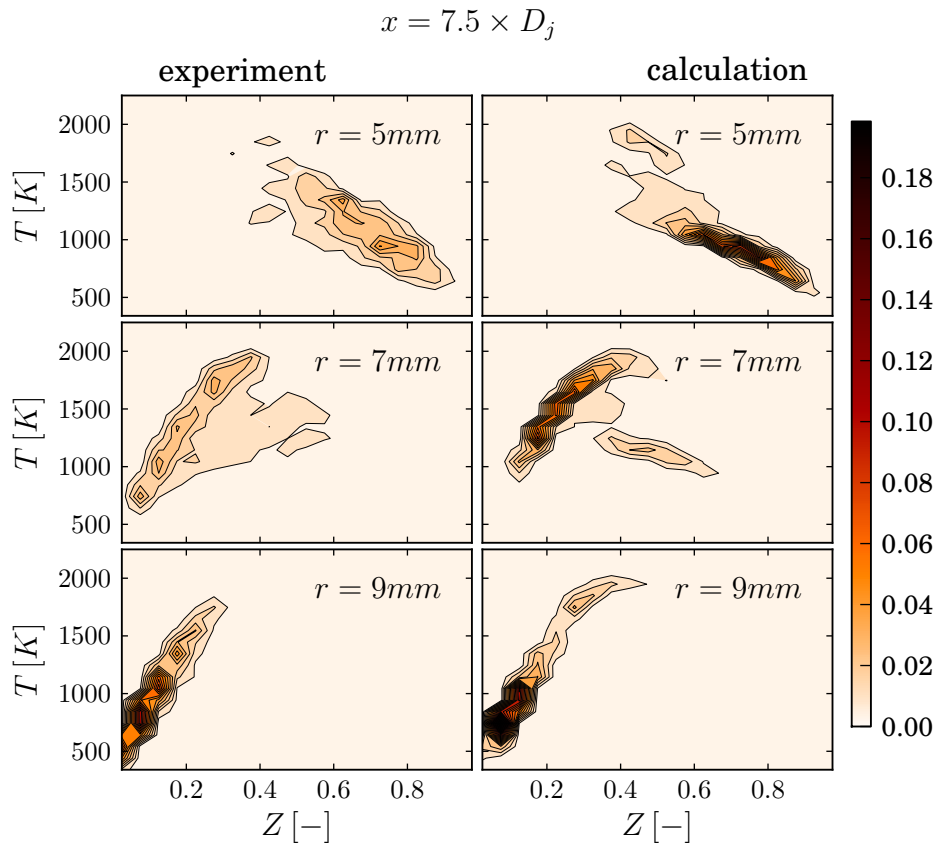 x = 7.5 × D_j
experiment
calculation
T [K]
2000
1500
1000
500
r = 5mm
r = 5mm
T [K]
2000
1500
1000
500
r = 7mm
r = 7mm
T [K]
2000
1500
1000
500
r = 9mm
r = 9mm
0.2 0.4 0.6 0.8
0.2 0.4 0.6 0.8
Z [−]
Z [−]
0.18
0.16
0.14
0.12
0.10
0.08
0.06
0.04
0.02
0.00